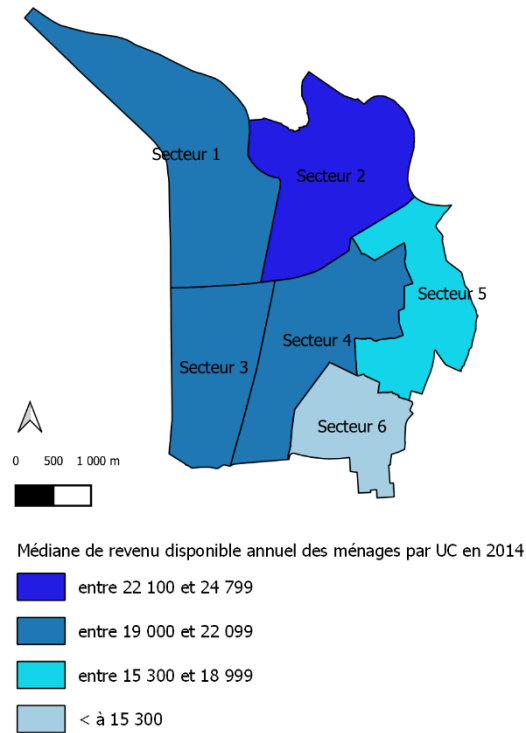 Secteur 1
Secteur 2
Secteur 5
Secteur 4
Secteur 3
Secteur 6
0 500 1 000 m
Médiane de revenu disponible annuel des ménages par UC en 2014
entre 22 100 et 24 799
entre 19 000 et 22 099
entre 15 300 et 18 999
< à 15 300